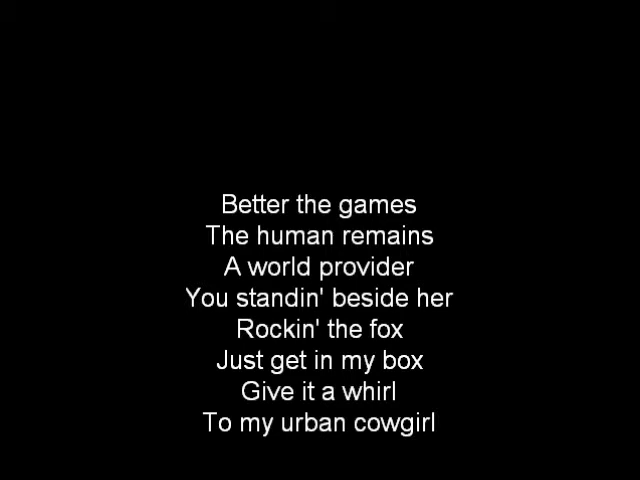 Better the games
The human remains
A world provider
You standin' beside her
Rockin' the fox
Just get in my box
Give it a whirl
To my urban cowgirl